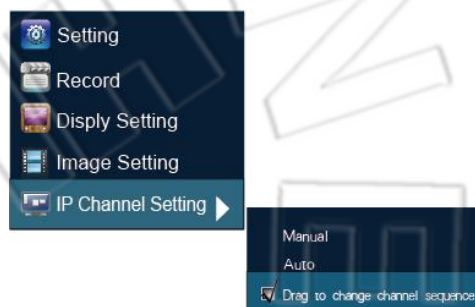 Setting
Record
Disply Setting
Image Setting
IP Channel Setting
Manual
Auto
Drag to change channel sequence